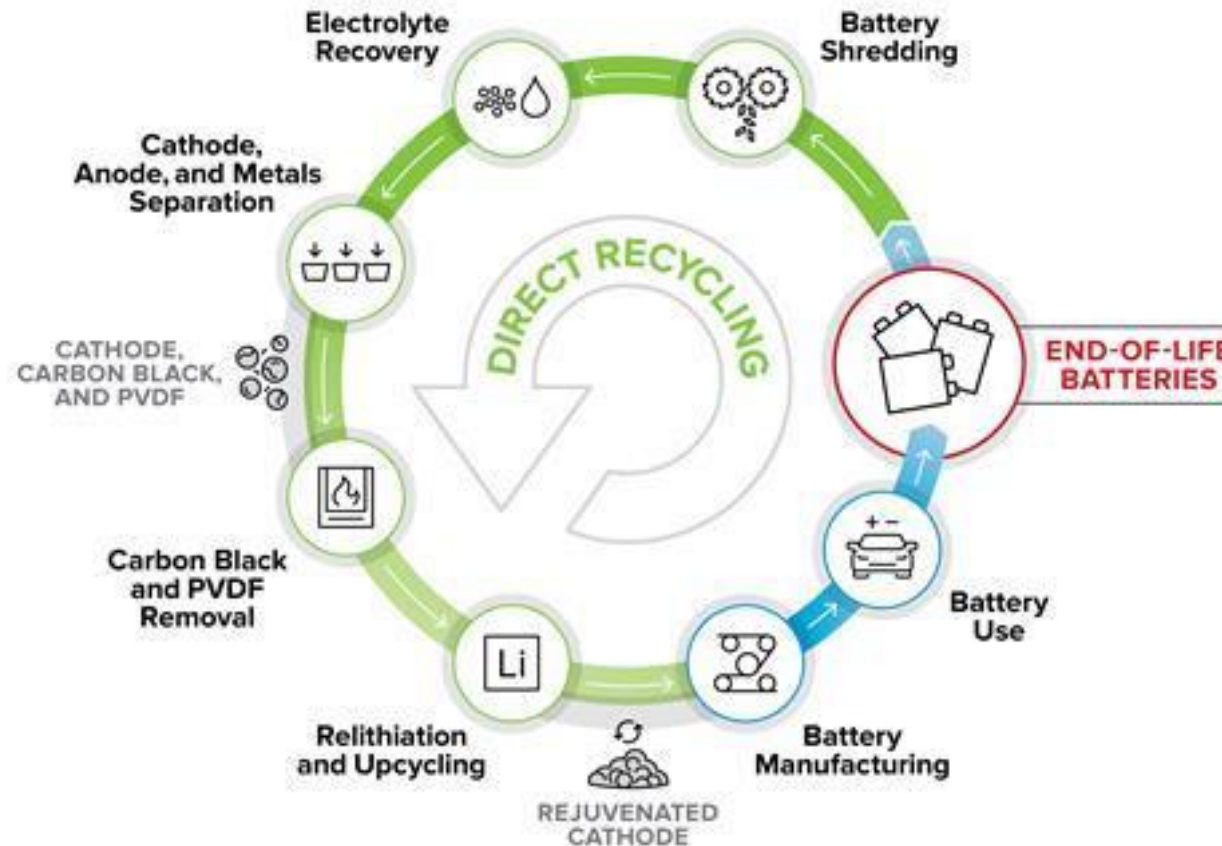 Electrolyte
Recovery
Battery
Shredding
Cathode,
Anode, and Metals
Separation
DIRECT RECYCLING
CATHODE,
CARBON BLACK,
AND PVDF
END-OF-LIFE
BATTERIES
Carbon Black
and PVDF
Removal
+ -
Battery
Use
Li
Relithiation
and Upcycling
Battery
Manufacturing
REJUVENATED
CATHODE